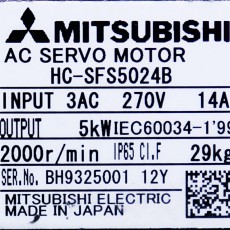 MITSUBISHI
AC SERVO MOTOR
HC-SFS5024B
INPUT 3AC 270V 14A
OUTPUT 5kW IEC60034-1'99
2000r/min IP65 Cl.F 29kg
SER.No. BH9325001 12Y
MITSUBISHI ELECTRIC
MADE IN JAPAN